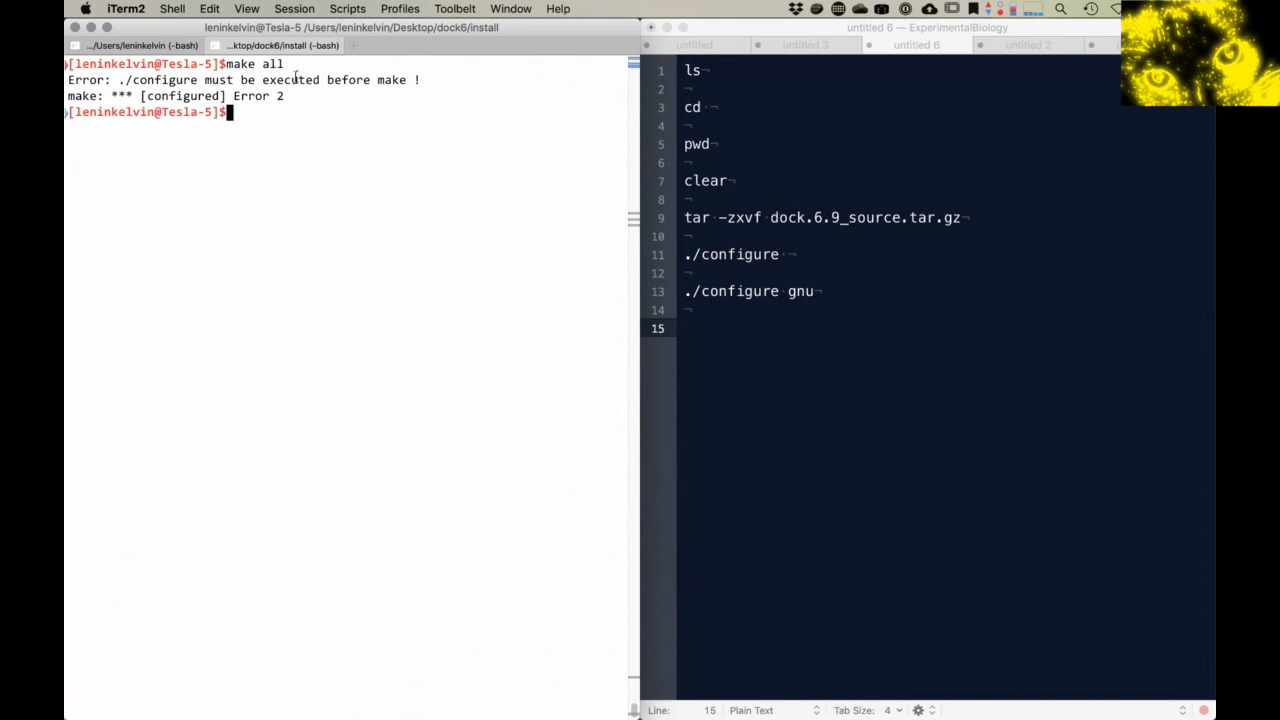 iTerm2 Shell Edit View Session Scripts Profiles Toolbelt Window Help
leninkelvin@Tesla-5 /Users/leninkelvin/Desktop/dock6/install
.../Users/leninkelvin (-bash) ...ktop/dock6/install (-bash)
[leninkelvin@Tesla-5]$make all
Error: ./configure must be executed before make !
make: *** [configured] Error 2
[leninkelvin@Tesla-5]$
untitled 6 — ExperimentalBiology
untitled untitled 3 untitled 6 untitled 2
1 ls¬
2 ¬
3 cd ·¬
4 ¬
5 pwd¬
6 ¬
7 clear¬
8 ¬
9 tar -zxvf dock.6.9_source.tar.gz¬
10 ¬
11 ./configure ·¬
12 ¬
13 ./configure gnu¬
14 ¬
15
Line: 15 Plain Text Tab Size: 4